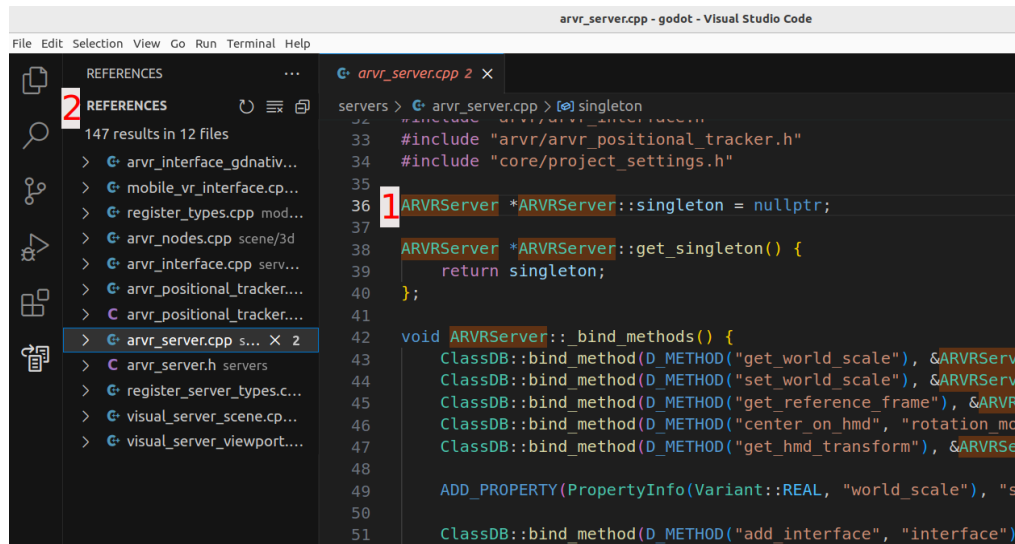 arvr_server.cpp - godot - Visual Studio Code
File Edit Selection View Go Run Terminal Help
REFERENCES ...
2 REFERENCES
147 results in 12 files
> arvr_interface_gdnativ...
> mobile_vr_interface.cp...
> register_types.cpp mod...
> arvr_nodes.cpp scene/3d
> arvr_interface.cpp serv...
> arvr_positional_tracker....
> C arvr_positional_tracker....
> arvr_server.cpp s... × 2
> C arvr_server.h servers
> register_server_types.c...
> visual_server_scene.cp...
> visual_server_viewport....
arvr_server.cpp 2 ×
servers > arvr_server.cpp > singleton
32 #include "arvr/arvr_interface.h"
33 #include "arvr/arvr_positional_tracker.h"
34 #include "core/project_settings.h"
35
36 1 ARVRServer *ARVRServer::singleton = nullptr;
37
38 ARVRServer *ARVRServer::get_singleton() {
39 return singleton;
40 };
41
42 void ARVRServer::_bind_methods() {
43 ClassDB::bind_method(D_METHOD("get_world_scale"), &ARVRServ
44 ClassDB::bind_method(D_METHOD("set_world_scale"), &ARVRServ
45 ClassDB::bind_method(D_METHOD("get_reference_frame"), &ARVR
46 ClassDB::bind_method(D_METHOD("center_on_hmd", "rotation_mo
47 ClassDB::bind_method(D_METHOD("get_hmd_transform"), &ARVRSe
48
49 ADD_PROPERTY(PropertyInfo(Variant::REAL, "world_scale"), "s
50
51 ClassDB::bind_method(D_METHOD("add_interface", "interface")